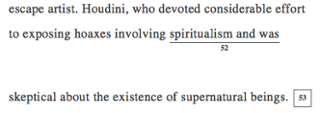 escape artist. Houdini, who devoted considerable effort
to exposing hoaxes involving spiritualism and was
52
skeptical about the existence of supernatural beings. 53